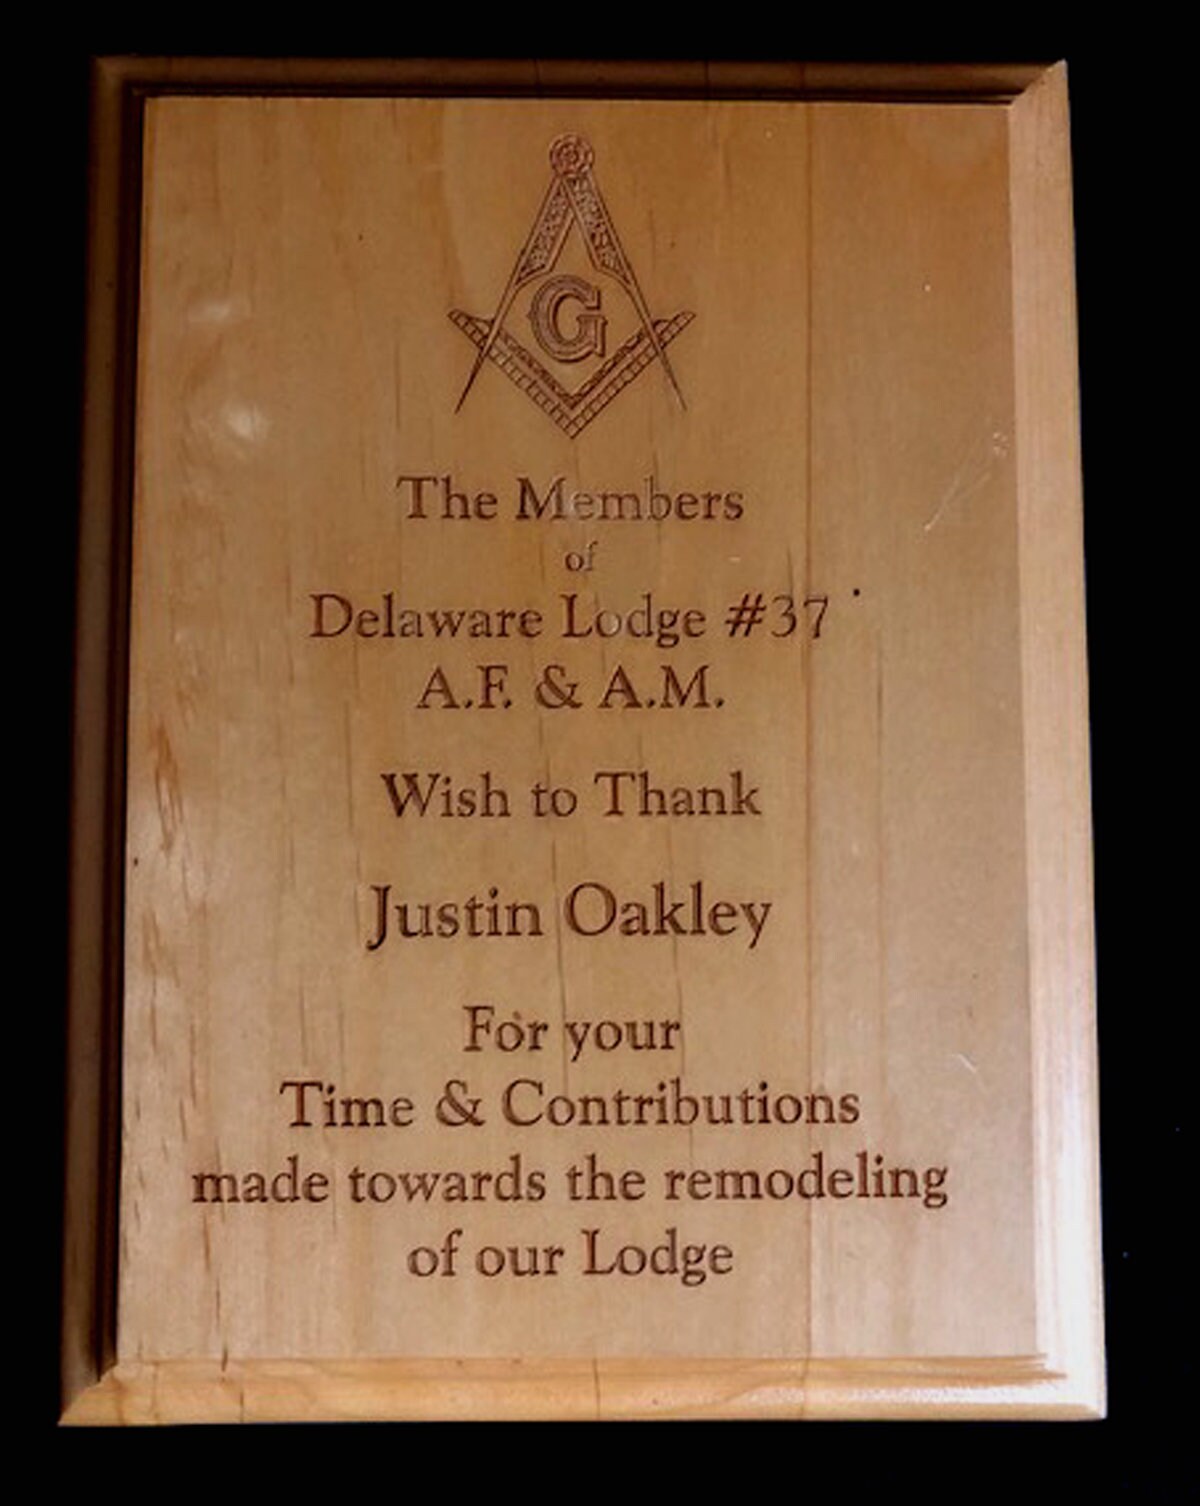 G
The Members
of
Delaware Lodge #37
A.F. & A.M.
Wish to Thank
Justin Oakley
For your
Time & Contributions
made towards the remodeling
of our Lodge